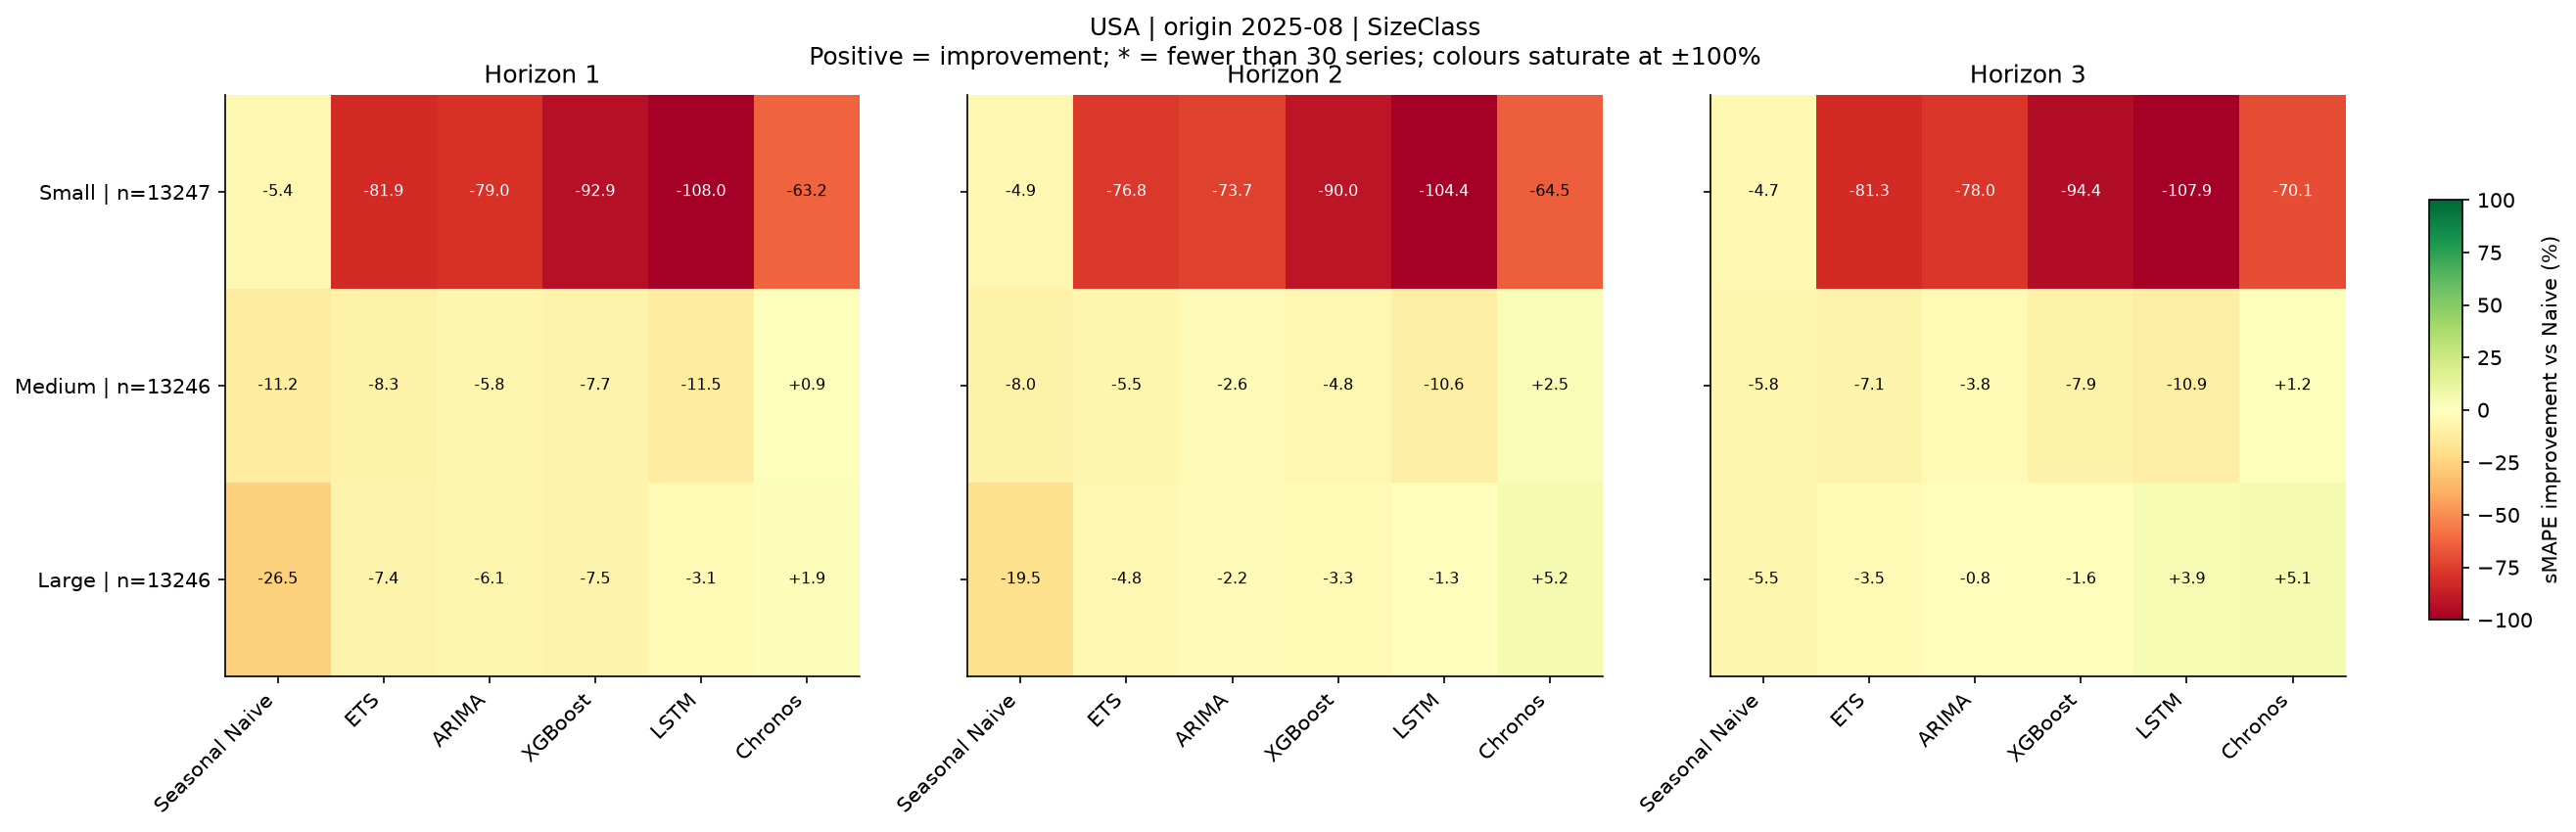 USA | origin 2025-08 | SizeClass
Positive = improvement; * = fewer than 30 series; colours saturate at ±100%
Horizon 1
Horizon 2
Horizon 3
Small | n=13247
-5.4 -81.9 -79.0 -92.9 -108.0 -63.2
-4.9 -76.8 -73.7 -90.0 -104.4 -64.5
-4.7 -81.3 -78.0 -94.4 -107.9 -70.1
Medium | n=13246
-11.2 -8.3 -5.8 -7.7 -11.5 +0.9
-8.0 -5.5 -2.6 -4.8 -10.6 +2.5
-5.8 -7.1 -3.8 -7.9 -10.9 +1.2
Large | n=13246
-26.5 -7.4 -6.1 -7.5 -3.1 +1.9
-19.5 -4.8 -2.2 -3.3 -1.3 +5.2
-5.5 -3.5 -0.8 -1.6 +3.9 +5.1
Seasonal Naive ETS ARIMA XGBoost LSTM Chronos
Seasonal Naive ETS ARIMA XGBoost LSTM Chronos
Seasonal Naive ETS ARIMA XGBoost LSTM Chronos
100
75
50
25
0
−25
−50
−75
−100
sMAPE improvement vs Naive (%)